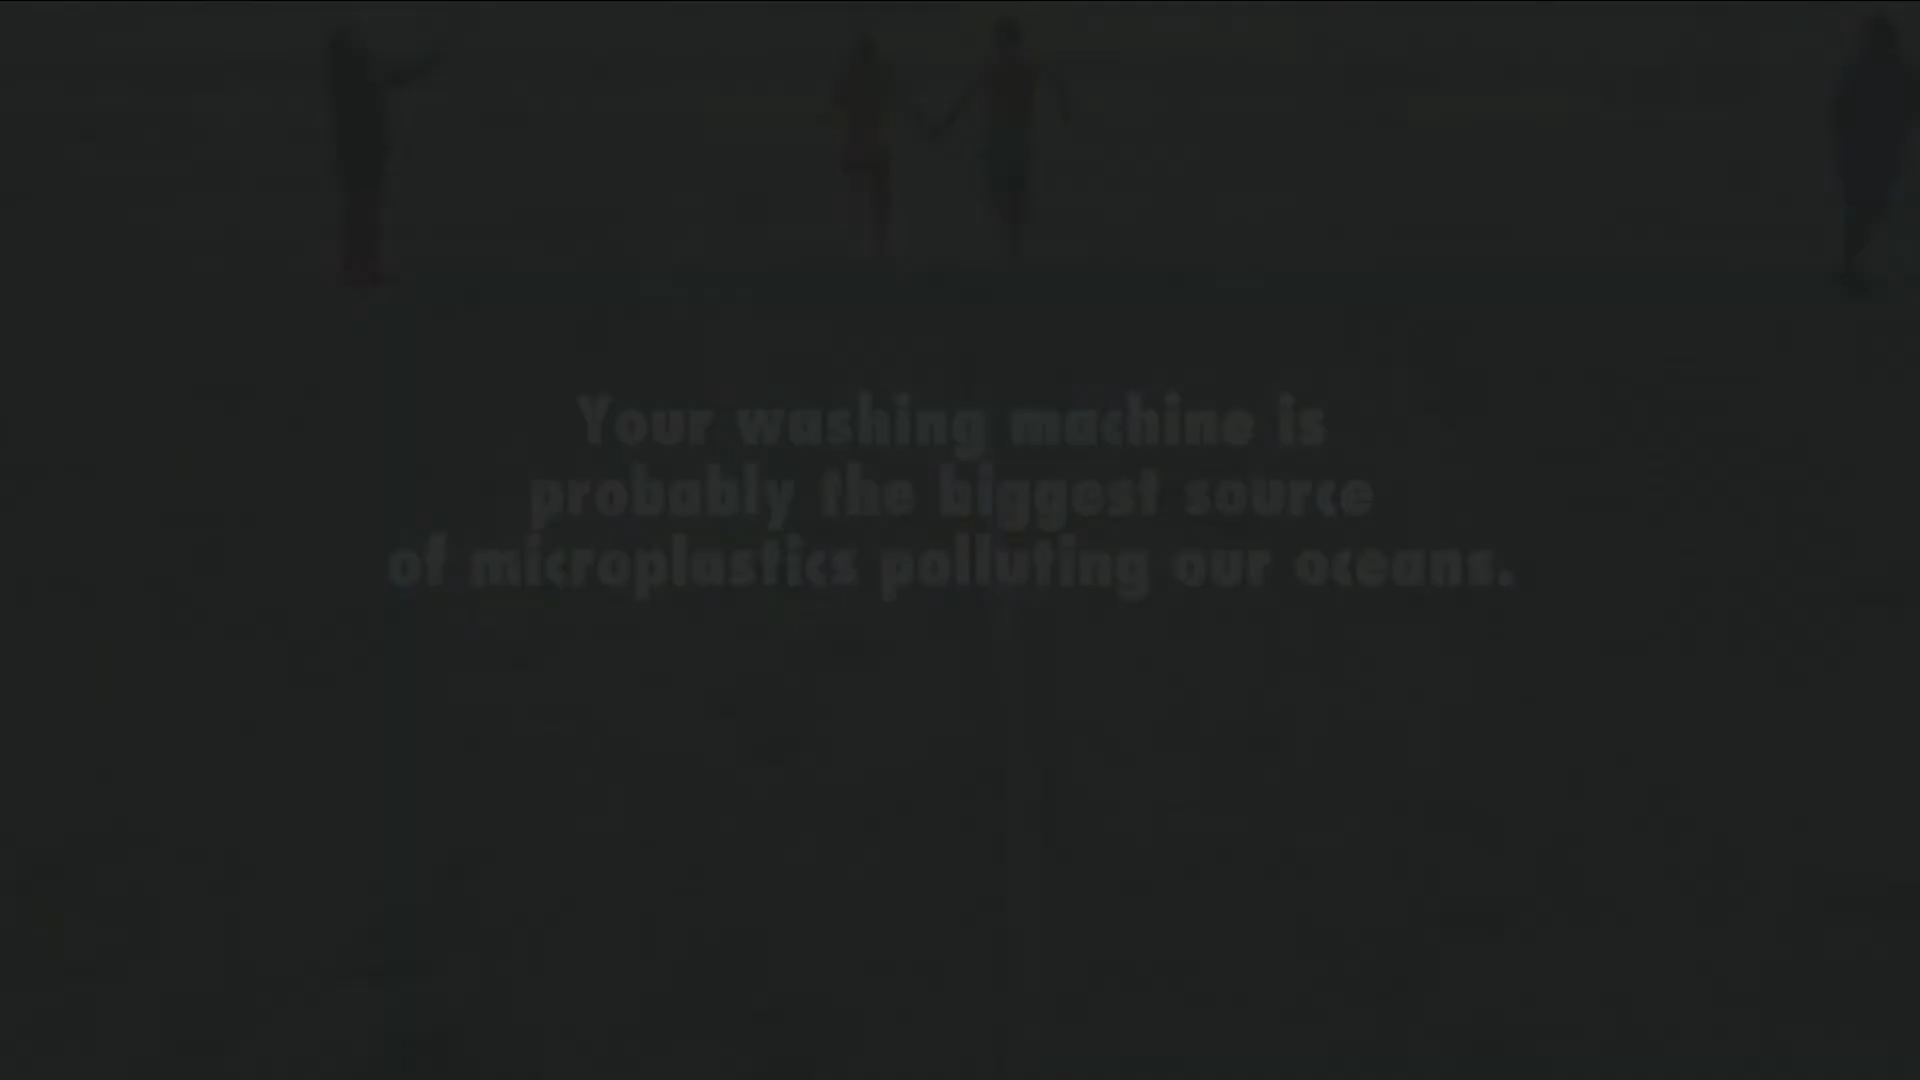 Your washing machine is
probably the biggest source
of microplastics polluting our oceans.